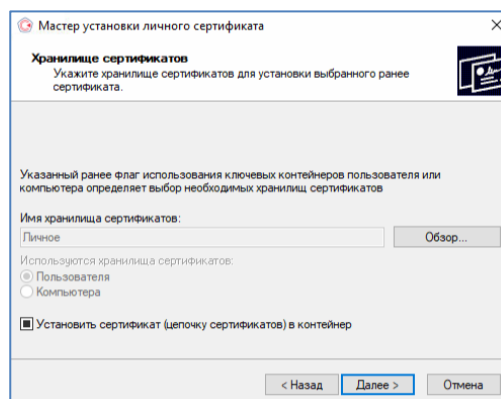 Мастер установки личного сертификата
Хранилище сертификатов
Укажите хранилище сертификатов для установки выбранного ранее
сертификата.
Указанный ранее флаг использования ключевых контейнеров пользователя или
компьютера определяет выбор необходимых хранилищ сертификатов
Имя хранилища сертификатов:
Личное
Обзор...
Используются хранилища сертификатов:
Пользователя
Компьютера
Установить сертификат (цепочку сертификатов) в контейнер
< Назад
Далее >
Отмена